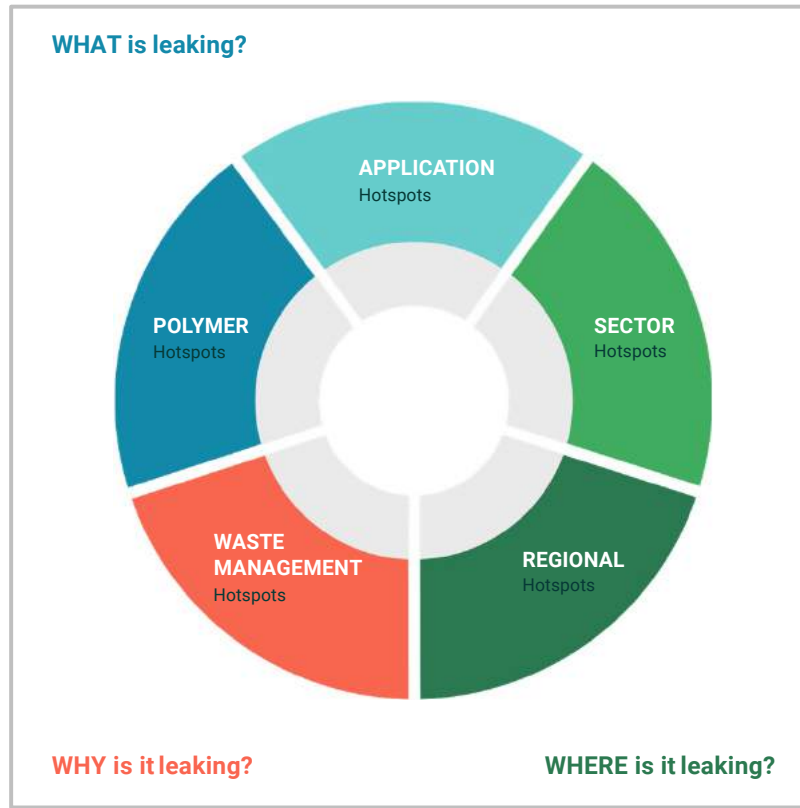 WHAT is leaking?
APPLICATION
Hotspots
POLYMER
Hotspots
SECTOR
Hotspots
WASTE
MANAGEMENT
Hotspots
REGIONAL
Hotspots
WHY is it leaking?
WHERE is it leaking?